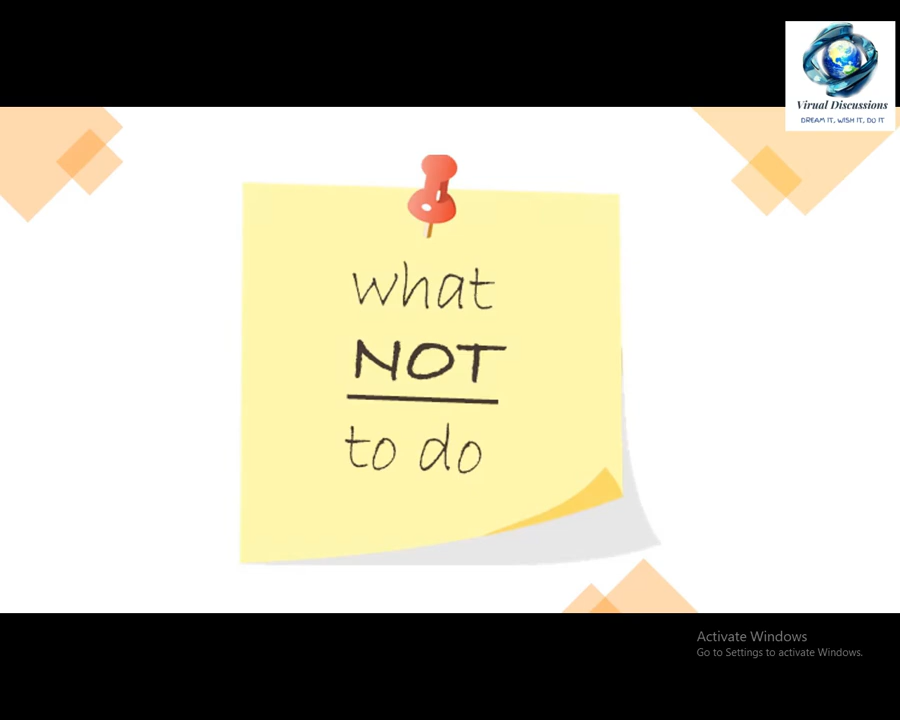 Virual Discussions
DREAM IT, WISH IT, DO IT
what
NOT
to do
Activate Windows
Go to Settings to activate Windows.